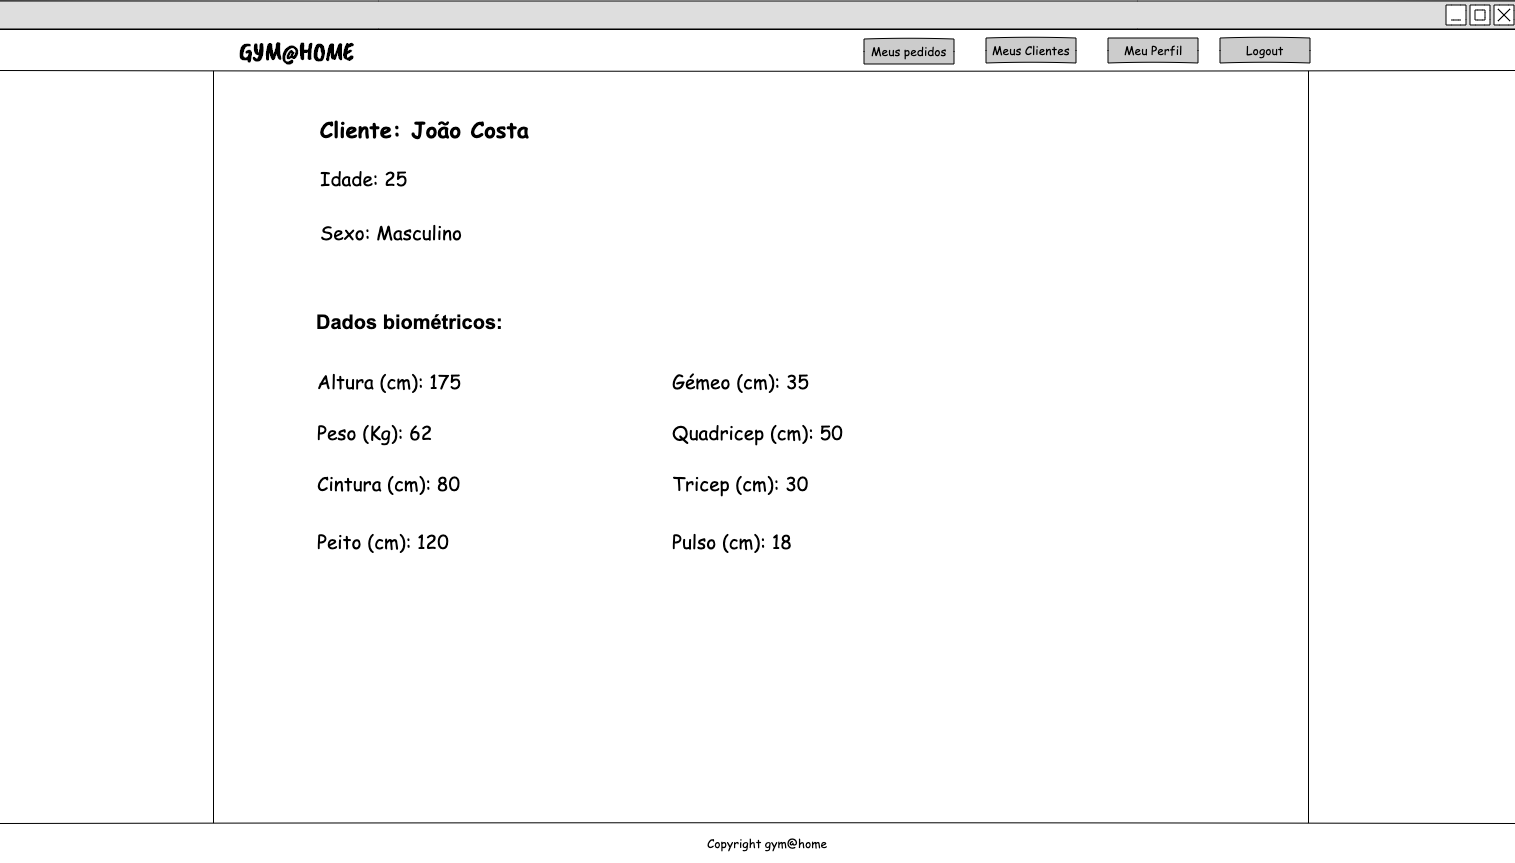 GYM@HOME
Meus pedidos
Meus Clientes
Meu Perfil
Logout
Cliente: João Costa
Idade: 25
Sexo: Masculino
Dados biométricos:
Altura (cm): 175
Gémeo (cm): 35
Peso (Kg): 62
Quadricep (cm): 50
Cintura (cm): 80
Tricep (cm): 30
Peito (cm): 120
Pulso (cm): 18
Copyright gym@home